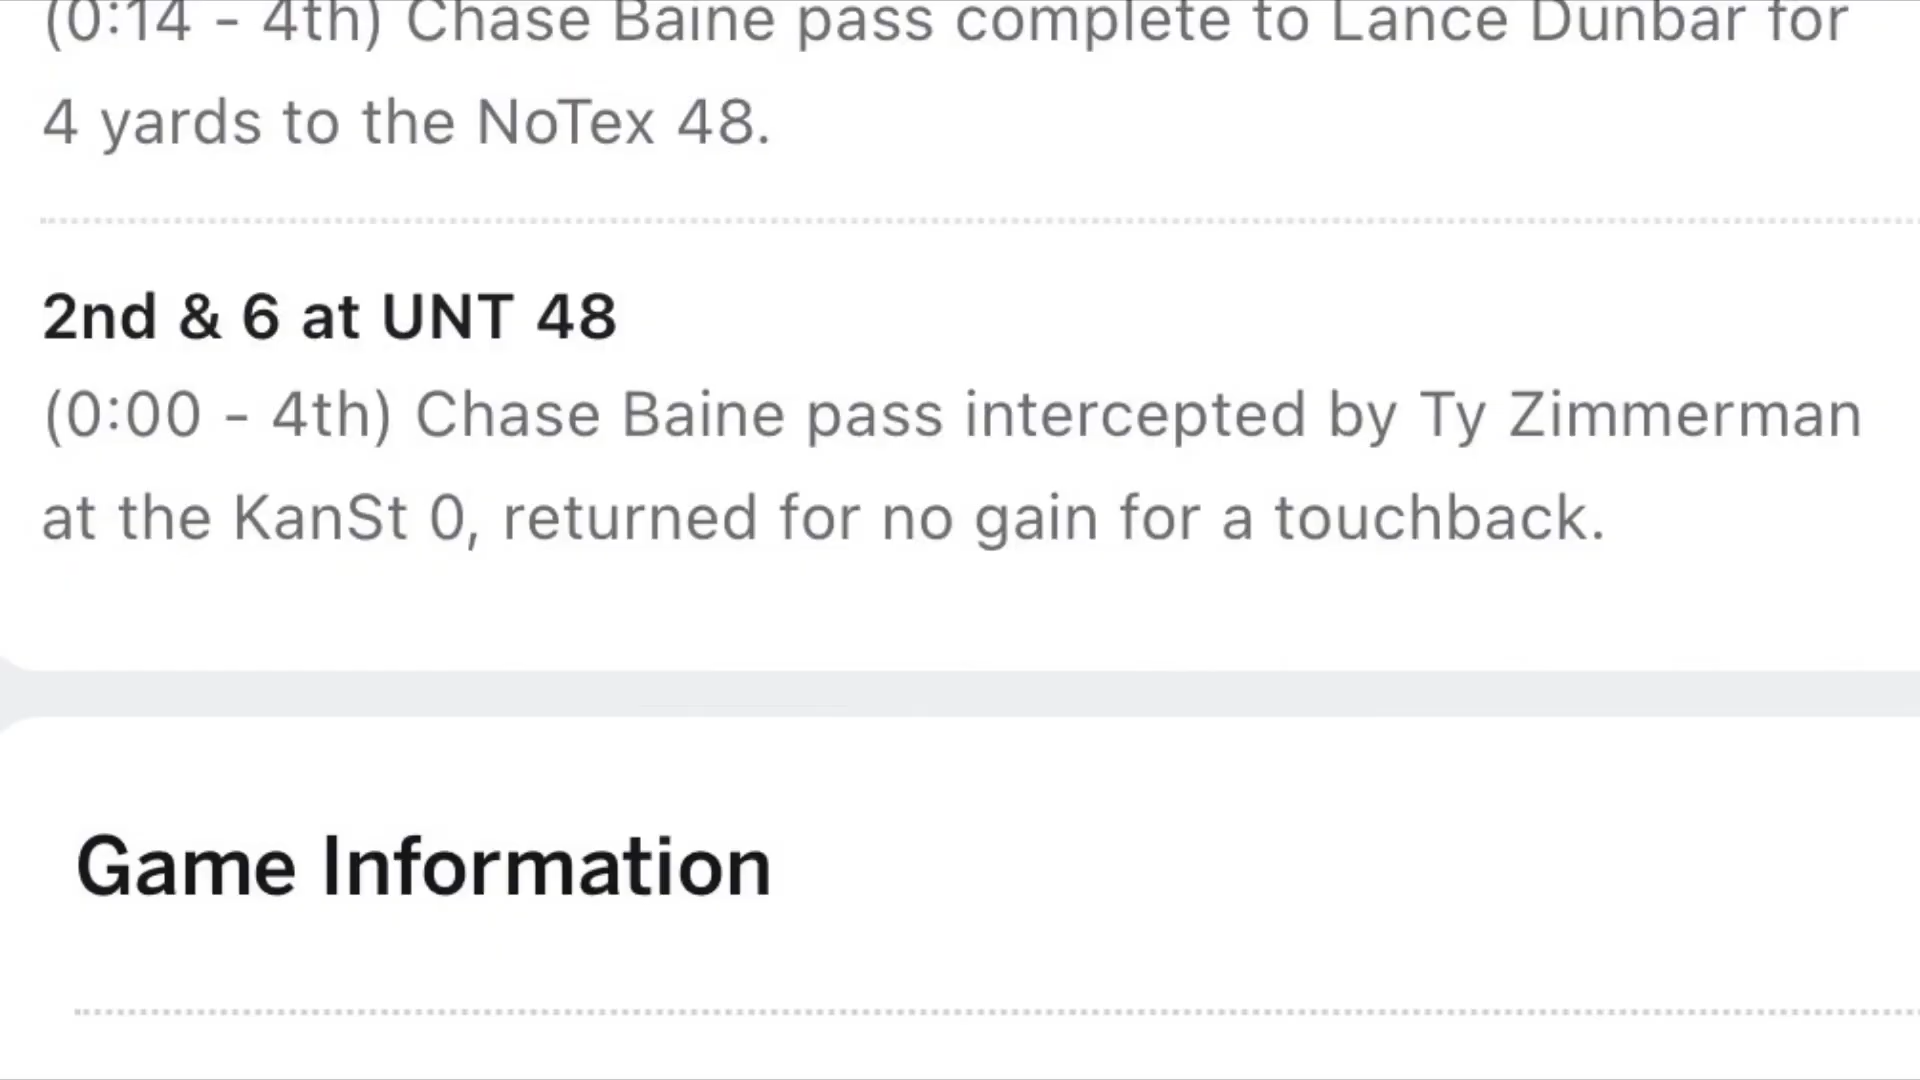 (0:14 - 4th) Chase Baine pass complete to Lance Dunbar for
4 yards to the NoTex 48.
2nd & 6 at UNT 48
(0:00 - 4th) Chase Baine pass intercepted by Ty Zimmerman
at the KanSt 0, returned for no gain for a touchback.
Game Information